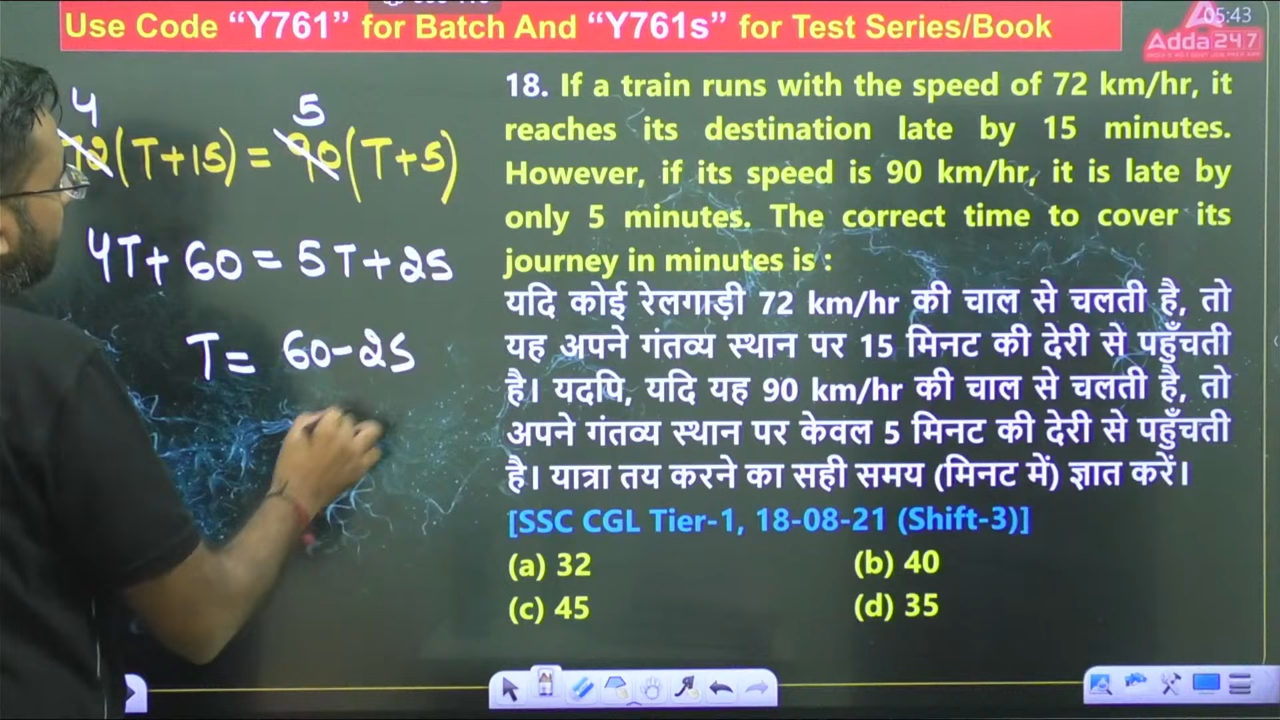 Use Code “Y761” for Batch And “Y761s” for Test Series/Book
05:43
Adda247
4 5
72(T+15) = 90(T+5)
4T+60=5T+25
T= 60-25
18. If a train runs with the speed of 72 km/hr, it
reaches its destination late by 15 minutes.
However, if its speed is 90 km/hr, it is late by
only 5 minutes. The correct time to cover its
journey in minutes is :
यदि कोई रेलगाड़ी 72 km/hr की चाल से चलती है, तो
यह अपने गंतव्य स्थान पर 15 मिनट की देरी से पहुँचती
है। यदपि, यदि यह 90 km/hr की चाल से चलती है, तो
अपने गंतव्य स्थान पर केवल 5 मिनट की देरी से पहुँचती
है। यात्रा तय करने का सही समय (मिनट में) ज्ञात करें।
[SSC CGL Tier-1, 18-08-21 (Shift-3)]
(a) 32 (b) 40
(c) 45 (d) 35